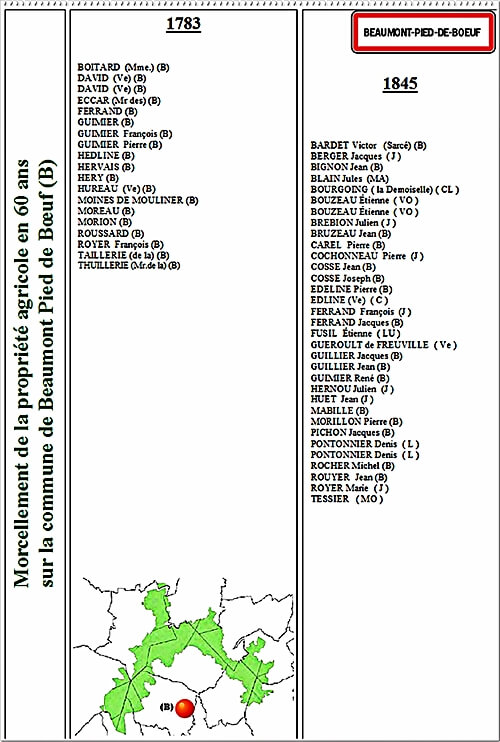 Morcellement de la propriété agricole en 60 ans
sur la commune de Beaumont Pied de Bœuf (B)
1783
BOITARD (Mme.) (B)
DAVID (Ve) (B)
DAVID (Ve) (B)
ECCAR (Mr des) (B)
FERRAND (B)
GUIMIER (B)
GUIMIER François (B)
GUIMIER Pierre (B)
HEDLINE (B)
HERVAIS (B)
HERY (B)
HUREAU (Ve) (B)
MOINES DE MOULINER (B)
MOREAU (B)
MORION (B)
ROUSSARD (B)
ROYER François (B)
TAILLERIE (de la) (B)
THUILLERIE (Mr.de la) (B)
(B)
BEAUMONT-PIED-DE-BŒUF
1845
BARDET Victor (Sarcé) (B)
BERGER Jacques ( J )
BIGNON Jean (B)
BLAIN Jules (MA)
BOURGOING ( la Demoiselle) ( CL )
BOUZEAU Étienne ( VO )
BOUZEAU Étienne ( VO )
BREBION Julien ( J )
BRUZEAU Jean (B)
CAREL Pierre (B)
COCHONNEAU Pierre ( J )
COSSE Jean (B)
COSSE Joseph (B)
EDELINE Pierre (B)
EDLINE (Ve) ( C )
FERRAND François ( J )
FERRAND Jacques (B)
FUSIL Étienne ( LU )
GUEROULT de FREUVILLE ( Ve )
GUILLIER Jacques (B)
GUILLIER Jean (B)
GUIMIER René (B)
HERNOU Julien ( J )
HUET Jean ( J )
MABILLE (B)
MORILLON Pierre (B)
PICHON Jacques (B)
PONTONNIER Denis ( L )
PONTONNIER Denis ( L )
ROCHER Michel (B)
ROUYER Jean (B)
ROYER Marie ( J )
TESSIER ( MO )